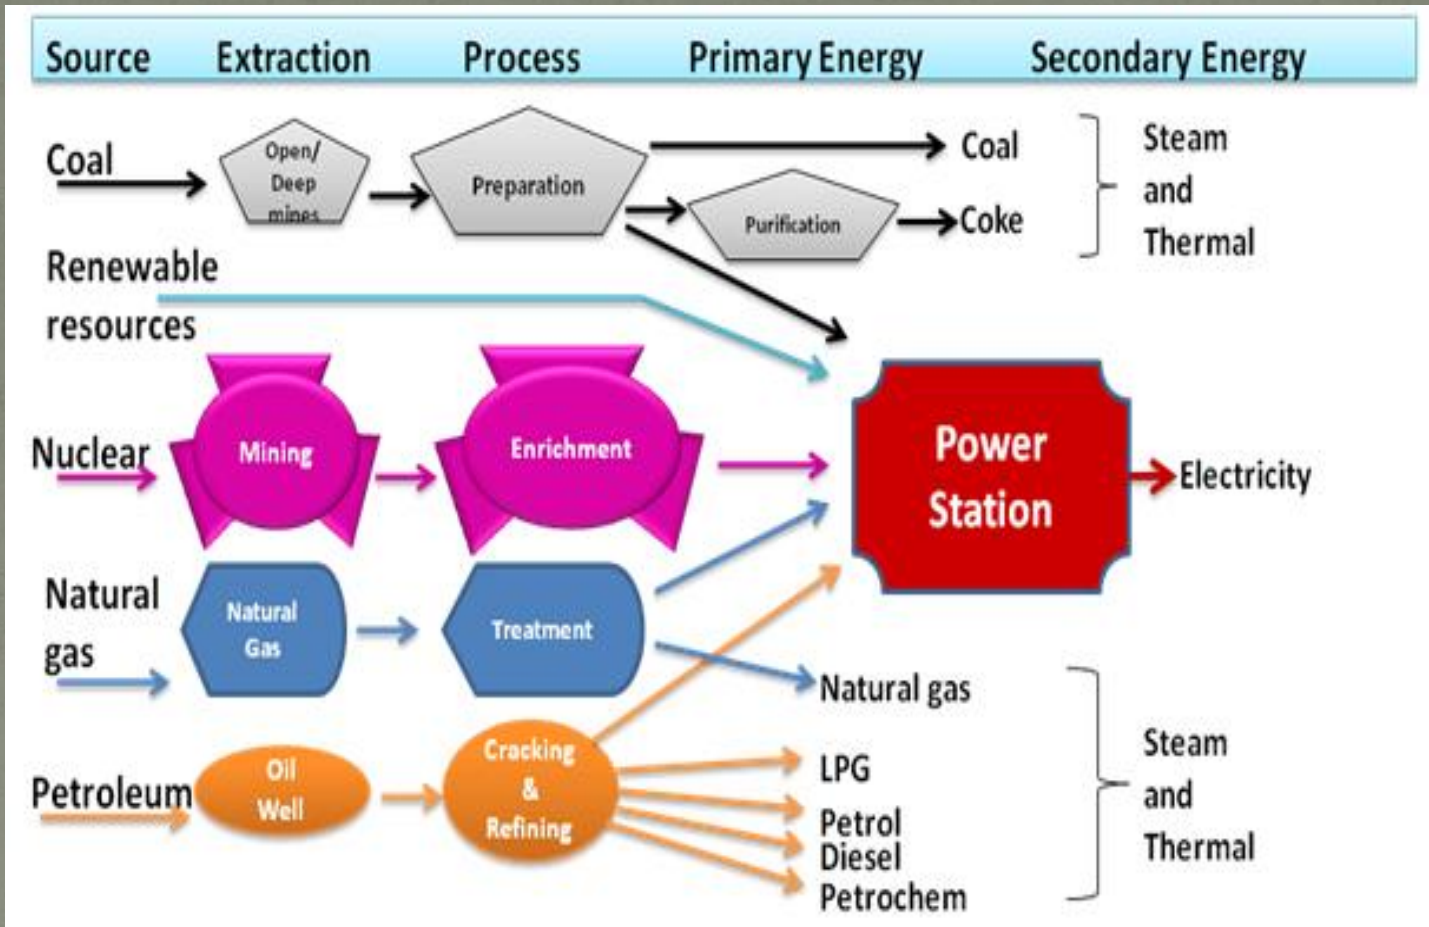 Source Extraction Process Primary Energy Secondary Energy
Coal
Open/
Deep
mines
Preparation
Purification
Coal
Coke
Steam
and
Thermal
Renewable
resources
Nuclear
Mining
Enrichment
Power
Station
Electricity
Natural
gas
Natural
Gas
Treatment
Natural gas
Petroleum
Oil
Well
Cracking
&
Refining
LPG
Petrol
Diesel
Petrochem
Steam
and
Thermal